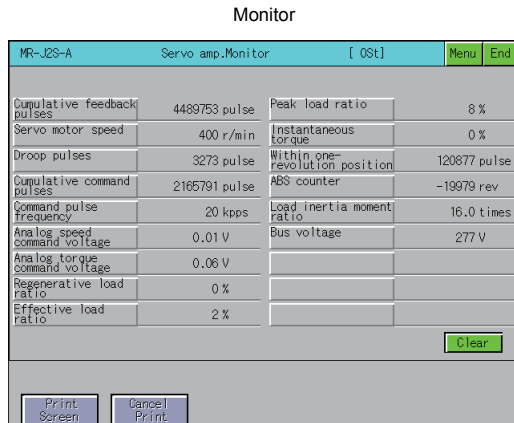 Monitor
MR-J2S-A Servo amp.Monitor [ 0St] Menu End
Cumulative feedback
pulses
4489753 pulse
Peak load ratio
8 %
Servo motor speed
400 r/min
Instantaneous
torque
0 %
Droop pulses
3273 pulse
Within one-
revolution position
120877 pulse
Cumulative command
pulses
2165791 pulse
ABS counter
-19979 rev
Command pulse
frequency
20 kpps
Load inertia moment
ratio
16.0 times
Analog speed
command voltage
0.01 V
Bus voltage
277 V
Analog torque
command voltage
0.06 V
Regenerative load
ratio
0 %
Effective load
ratio
2 %
Clear
Print
Screen
Cancel
Print